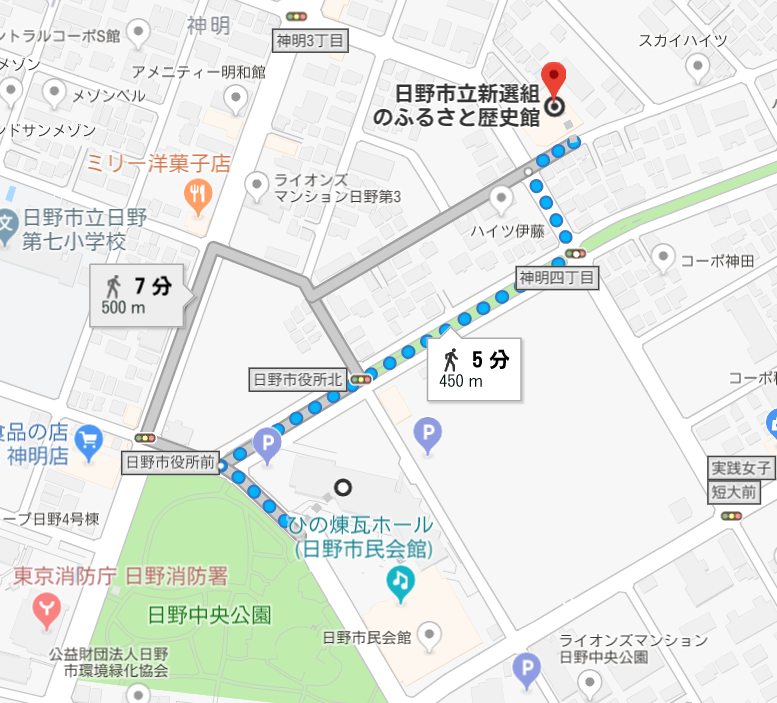 神明
ントラルコーポS館
神明3丁目
スカイハイツ
メゾン
アメニティー明和館
メゾンベル
日野市立新選組
のふるさと歴史館
ンドサンメゾン
ミリー洋菓子店
ライオンズ
マンション日野第3
日野市立日野
第七小学校
文
ハイツ伊藤
コーポ神田
神明四丁目
7 分
500 m
5 分
450 m
日野市役所北
コーポ
食品の店
神明店
日野市役所前
P
P
実践女子
短大前
ーブ日野4号棟
ひの煉瓦ホール
(日野市民会館)
東京消防庁 日野消防署
日野中央公園
日野市民会館
ライオンズマンション
日野中央公園
公益財団法人日野
市環境緑化協会
P